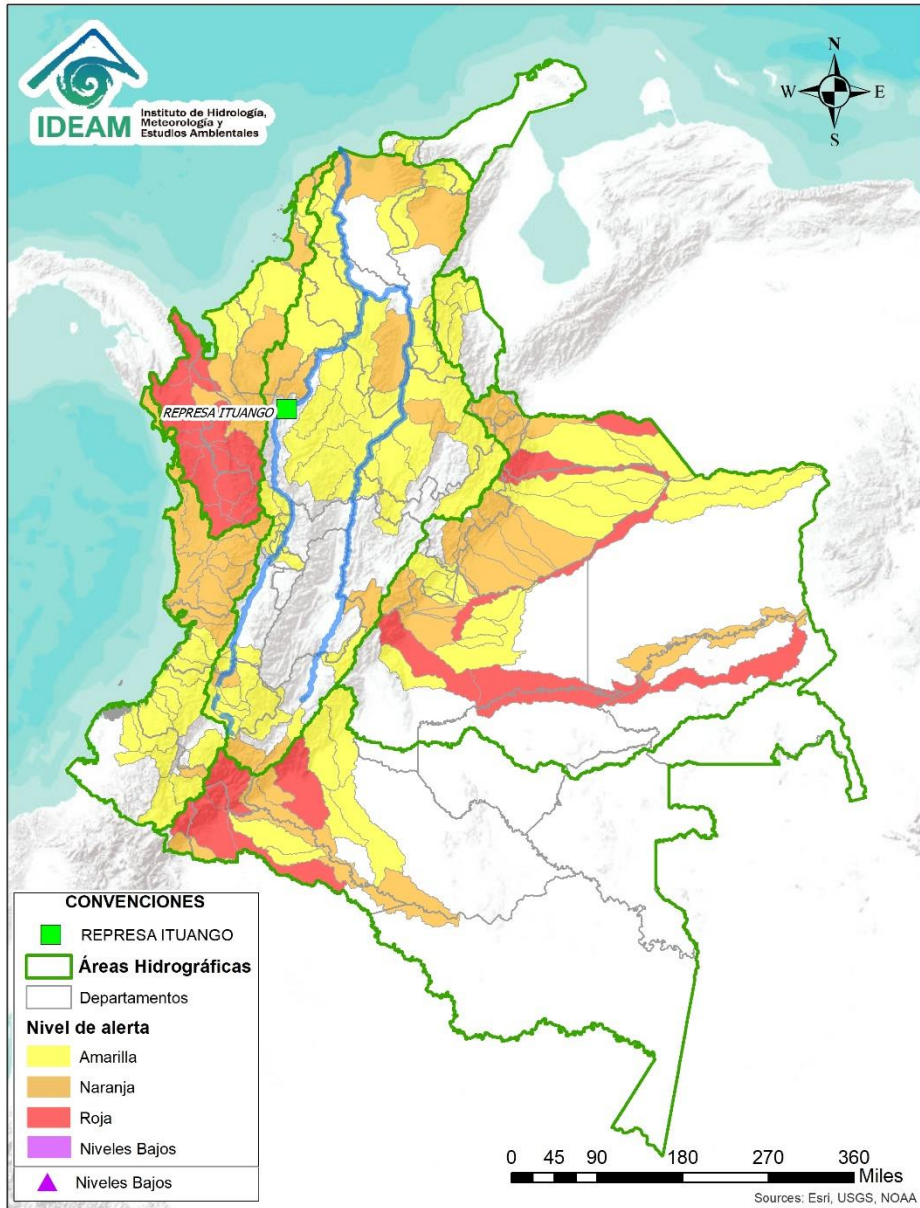 IDEAM
Instituto de Hidrología,
Meteorología y
Estudios Ambientales
N
W
E
S
REPRESA ITUANGO
CONVENCIONES
REPRESA ITUANGO
Áreas Hidrográficas
Departamentos
Nivel de alerta
Amarilla
Naranja
Roja
Niveles Bajos
Niveles Bajos
0 45 90 180 270 360
Miles
Sources: Esri, USGS, NOAA